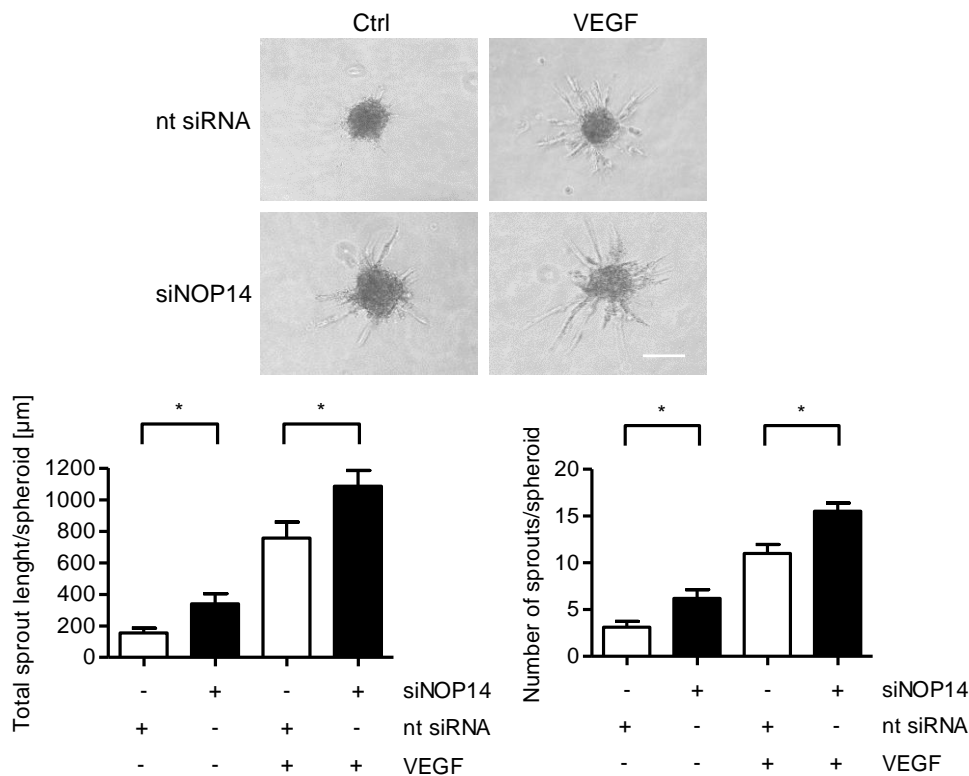 Ctrl VEGF
nt siRNA
siNOP14
* *
Total sprout lenght/spheroid [µm]
1200
1000
800
600
400
200
0
- + - + 
+ - + -
- - + +
* *
Number of sprouts/spheroid
20
15
10
5
0
- + - + siNOP14
+ - + - nt siRNA
- - + + VEGF
siNOP14
nt siRNA
VEGF